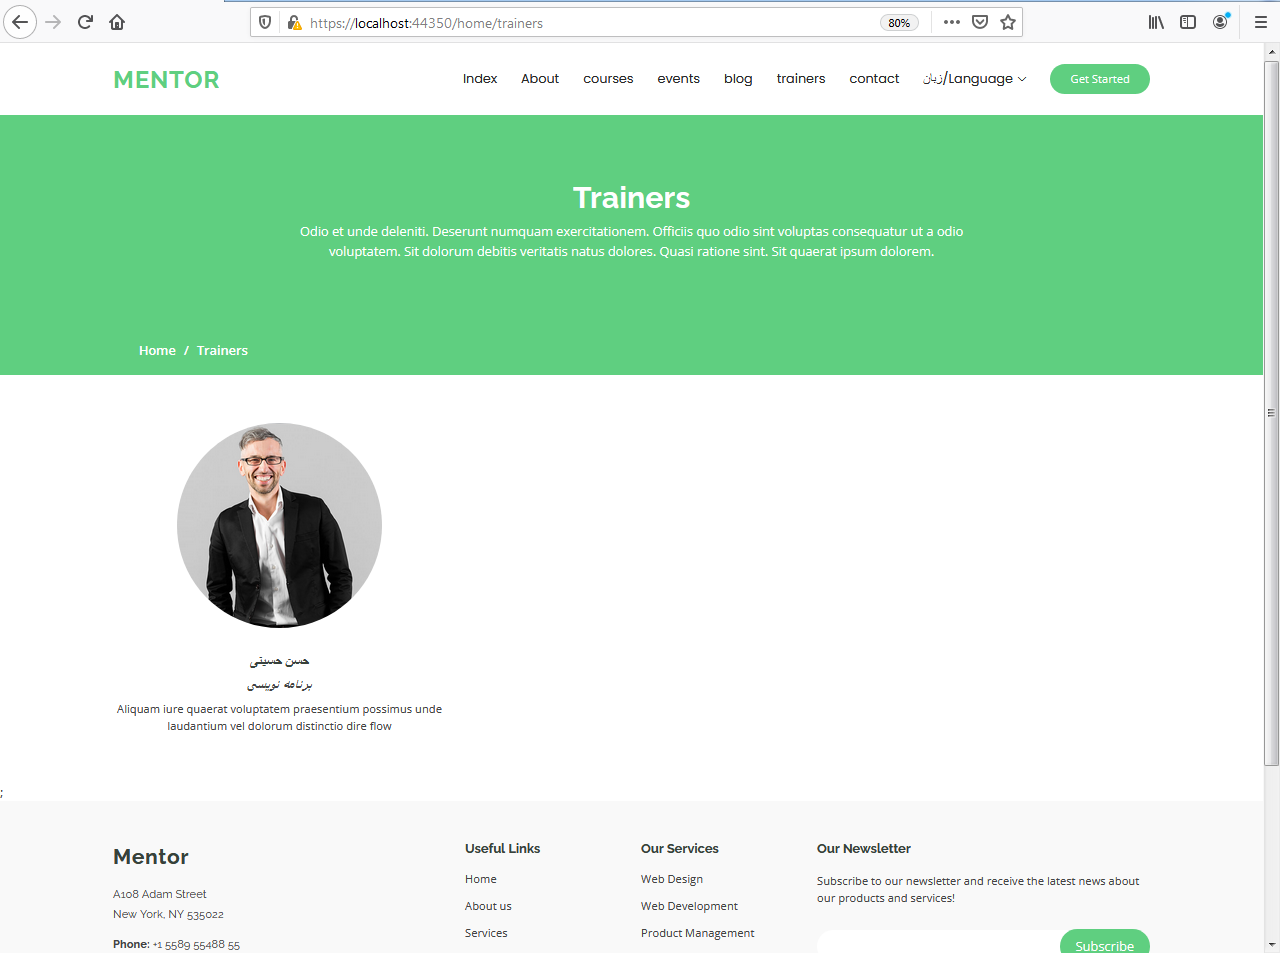 https://localhost:44350/home/trainers
80%
MENTOR
Index
About
courses
events
blog
trainers
contact
زبان/Language
Get Started
Trainers
Odio et unde deleniti. Deserunt numquam exercitationem. Officiis quo odio sint voluptas consequatur ut a odio
voluptatem. Sit dolorum debitis veritatis natus dolores. Quasi ratione sint. Sit quaerat ipsum dolorem.
Home / Trainers
حسن حسینی
برنامه نویسی
Aliquam iure quaerat voluptatem praesentium possimus unde
laudantium vel dolorum distinctio dire flow
;
Mentor
A108 Adam Street
New York, NY 535022
Phone: +1 5589 55488 55
Useful Links
Home
About us
Services
Our Services
Web Design
Web Development
Product Management
Our Newsletter
Subscribe to our newsletter and receive the latest news about
our products and services!
Subscribe